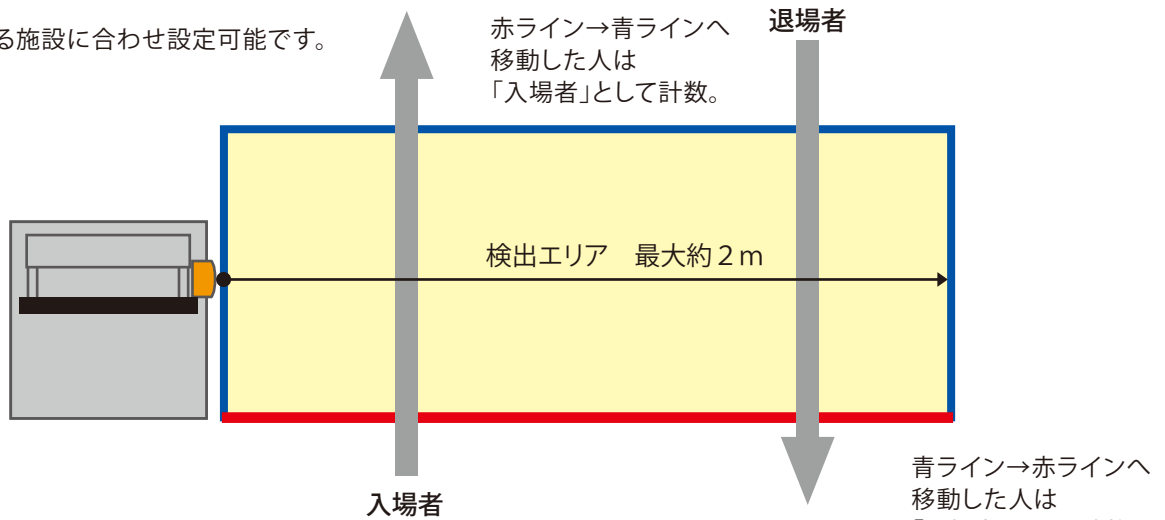 る施設に合わせ設定可能です。
赤ライン→青ラインへ
移動した人は
「入場者」として計数。
退場者
検出エリア 最大約2m
入場者
青ライン→赤ラインへ
移動した人は